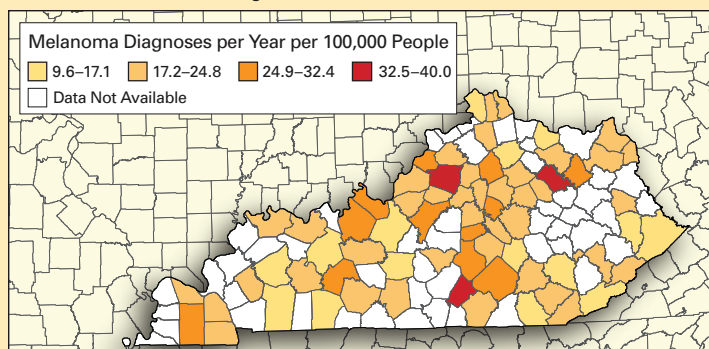 Melanoma Diagnoses per Year per 100,000 People
9.6–17.1 17.2–24.8 24.9–32.4 32.5–40.0
Data Not Available